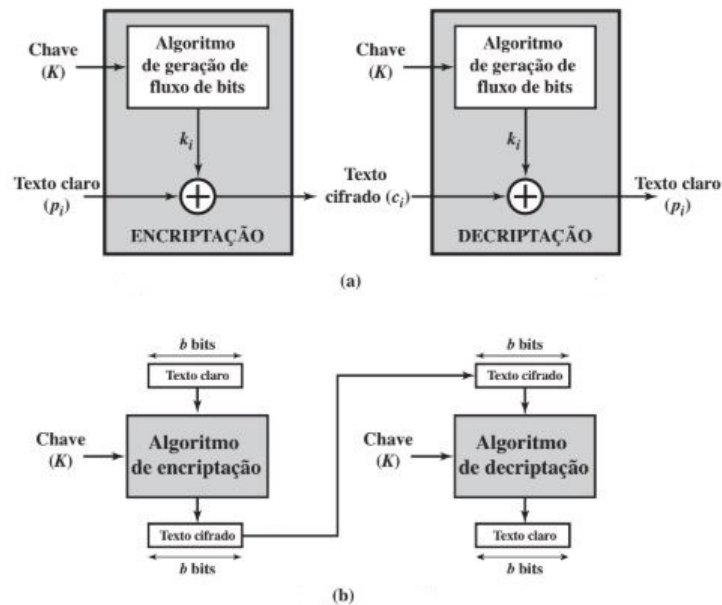 Chave
(K)
Algoritmo
de geração de
fluxo de bits
k_i
Texto claro
(p_i)
ENCRIPTAÇÃO
Texto
cifrado (c_i)
Chave
(K)
Algoritmo
de geração de
fluxo de bits
k_i
Texto claro
(p_i)
DECRIPTAÇÃO
(a)
b bits
Texto claro
Chave
(K)
Algoritmo
de encriptação
Texto cifrado
b bits
b bits
Texto cifrado
Chave
(K)
Algoritmo
de decriptação
Texto claro
b bits
(b)